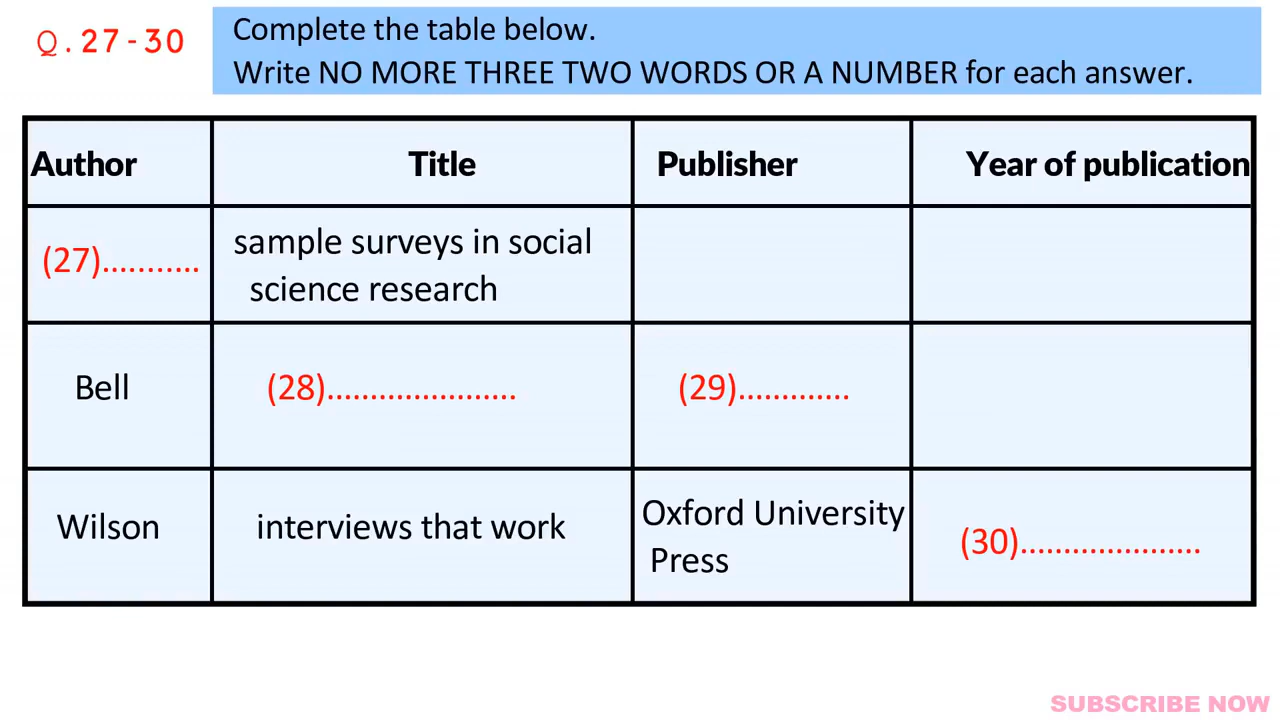 Q.27-30
Complete the table below.
Write NO MORE THREE TWO WORDS OR A NUMBER for each answer.
Author Title Publisher Year of publication
(27)........... sample surveys in social
science research
Bell (28)...................... (29).............
Wilson interviews that work Oxford University
Press (30).....................
SUBSCRIBE NOW